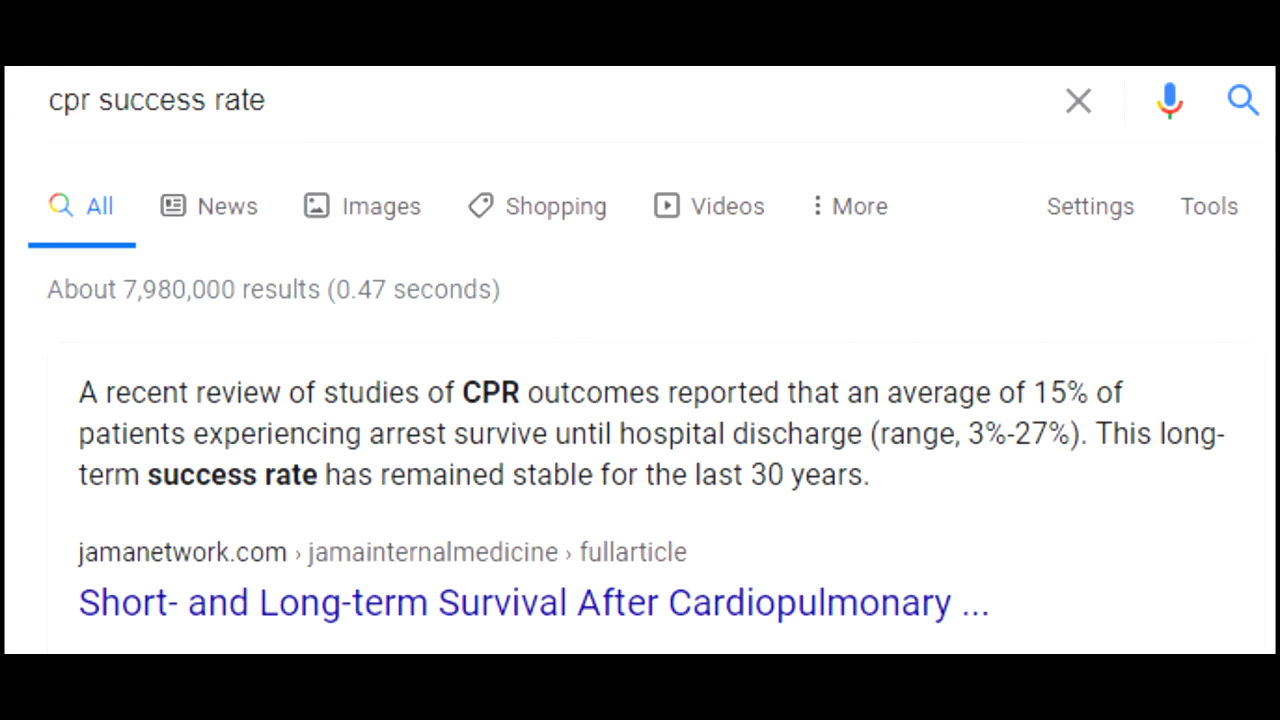 cpr success rate
All News Images Shopping Videos More Settings Tools
About 7,980,000 results (0.47 seconds)
A recent review of studies of CPR outcomes reported that an average of 15% of
patients experiencing arrest survive until hospital discharge (range, 3%-27%). This long-
term success rate has remained stable for the last 30 years.
jamanetwork.com › jamainternalmedicine › fullarticle
Short- and Long-term Survival After Cardiopulmonary ...